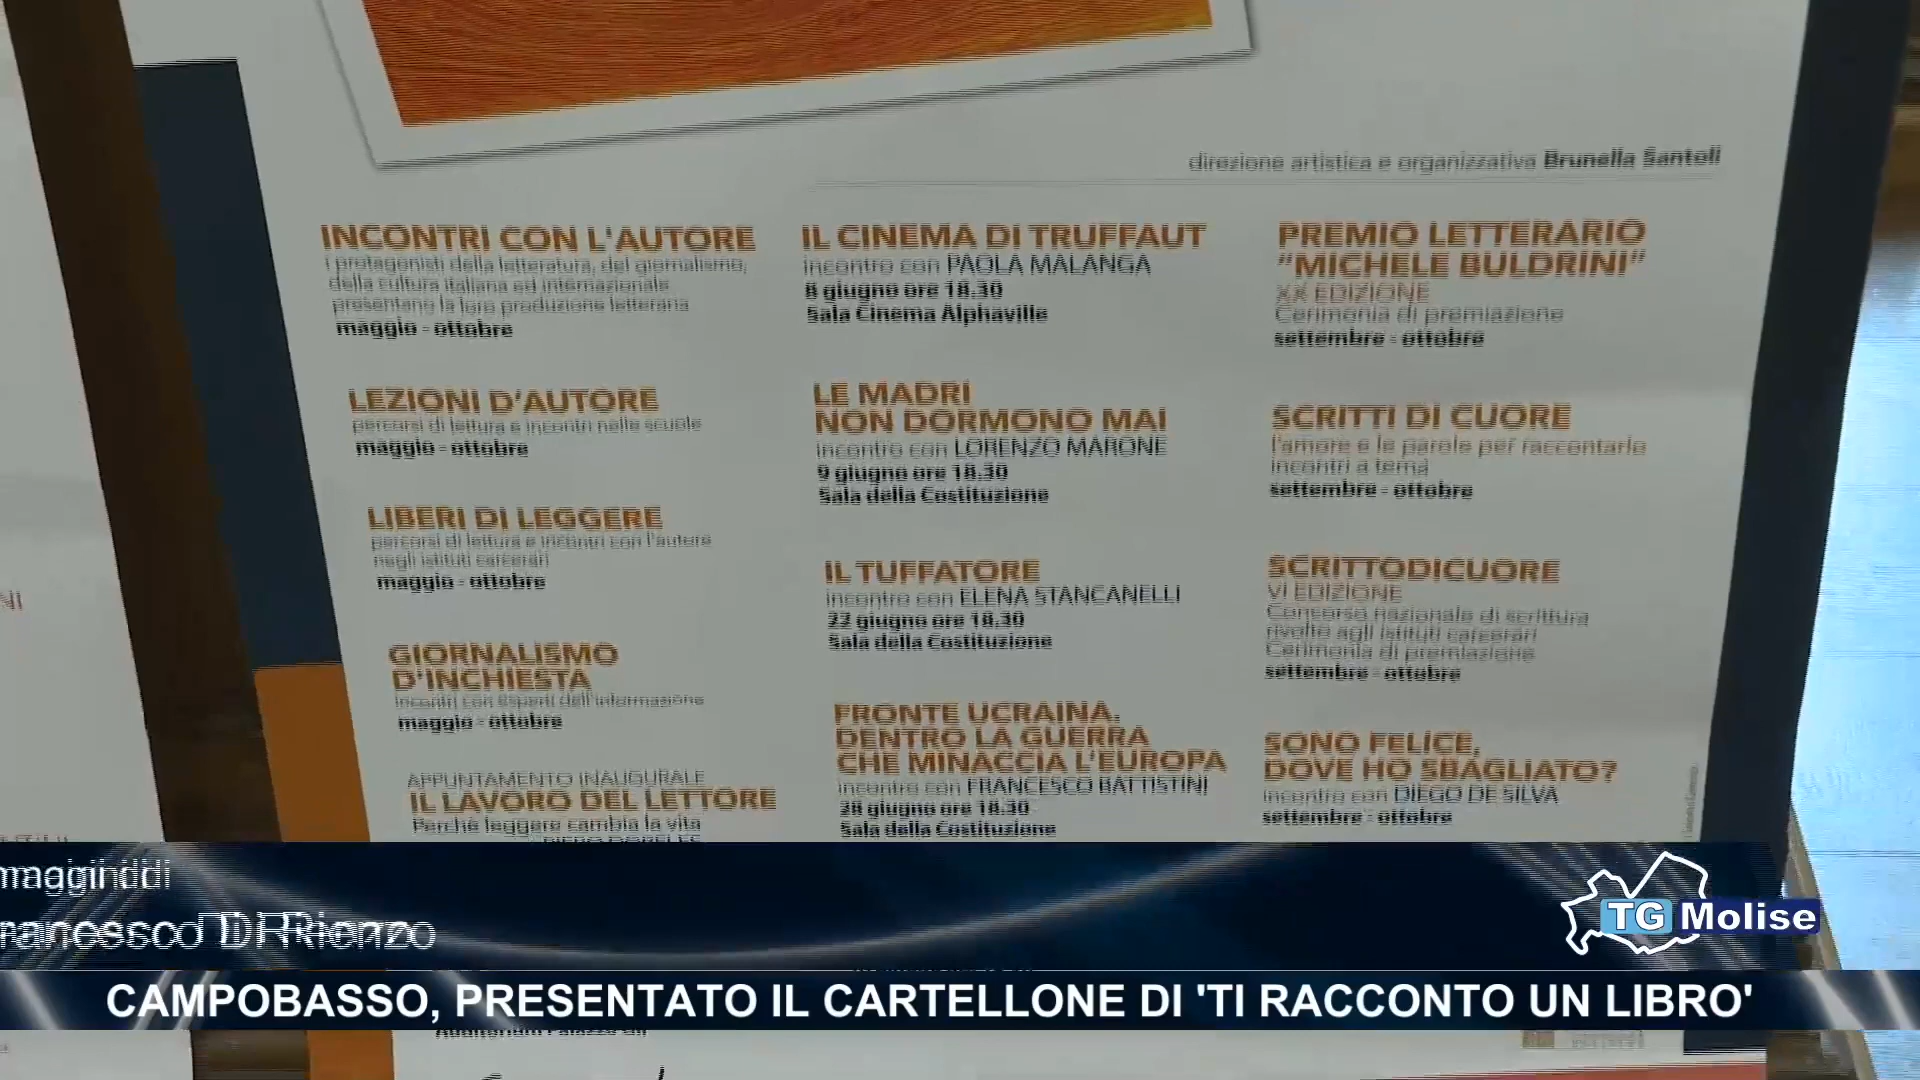 direzione artistica e organizzativa Brunella Santoli
INCONTRI CON L'AUTORE
i protagonisti della letteratura, del giornalismo,
della cultura italiana ed internazionale
presentano la loro produzione letteraria
maggio - ottobre
LEZIONI D'AUTORE
percorsi di lettura e incontri nelle scuole
maggio - ottobre
LIBERI DI LEGGERE
percorsi di lettura e incontri con l'autore
negli istituti carcerari
maggio - ottobre
GIORNALISMO
D'INCHIESTA
incontri con esperti dell'informazione
maggio - ottobre
APPUNTAMENTO INAUGURALE
IL LAVORO DEL LETTORE
Perché leggere cambia la vita
IL CINEMA DI TRUFFAUT
incontro con PAOLA MALANGA
8 giugno ore 18.30
Sala Cinema Alphaville
LE MADRI
NON DORMONO MAI
incontro con LORENZO MARONE
9 giugno ore 18.30
Sala della Costituzione
IL TUFFATORE
incontro con ELENA STANCANELLI
22 giugno ore 18.30
Sala della Costituzione
FRONTE UCRAINA.
DENTRO LA GUERRA
CHE MINACCIA L'EUROPA
incontro con FRANCESCO BATTISTINI
28 giugno ore 18.30
Sala della Costituzione
PREMIO LETTERARIO
"MICHELE BULDRINI"
XX EDIZIONE
Cerimonia di premiazione
settembre - ottobre
SCRITTI DI CUORE
l'amore e le parole per raccontarlo
incontri a tema
settembre - ottobre
SCRITTODICUORE
VI EDIZIONE
Concorso nazionale di scrittura
rivolto agli istituti carcerari
Cerimonia di premiazione
settembre - ottobre
SONO FELICE,
DOVE HO SBAGLIATO?
incontro con DIEGO DE SILVA
settembre - ottobre
TG Molise
CAMPOBASSO, PRESENTATO IL CARTELLONE DI 'TI RACCONTO UN LIBRO'